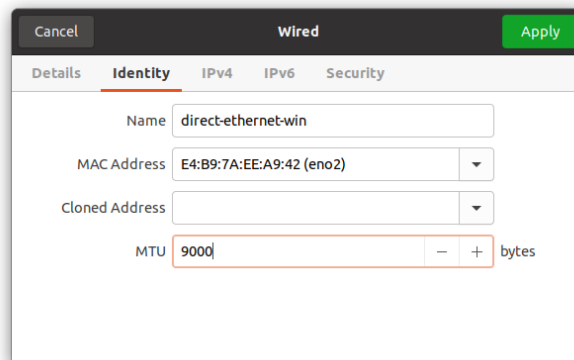 Cancel Wired Apply
Details Identity IPv4 IPv6 Security
Name direct-ethernet-win
MAC Address E4:B9:7A:EE:A9:42 (eno2)
Cloned Address
MTU 9000 − + bytes